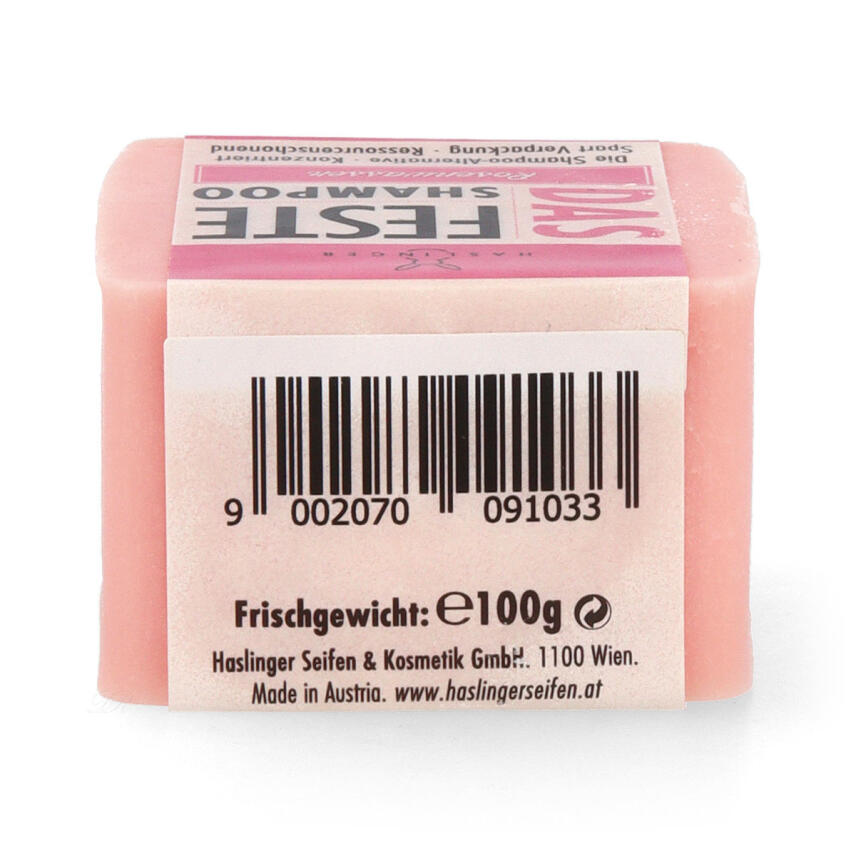 HASLINGER
DAS
FESTE
SHAMPOO
Rosenwasser
Die Shampoo-Alternative · Konzentriert
Spart Verpackung · Ressourcenschonend
9 002070 091033
Frischgewicht: ℮100g
Haslinger Seifen & Kosmetik GmbH. 1100 Wien.
Made in Austria. www.haslingerseifen.at